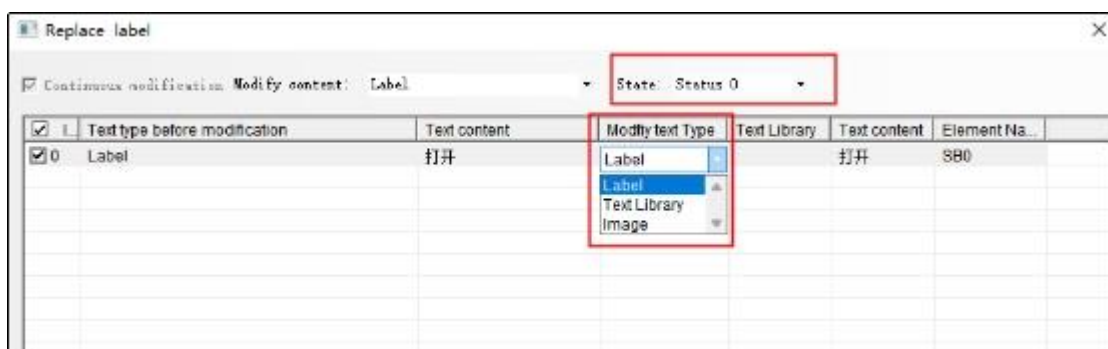 Replace label
Continuous modification Modify content: Label State: Status 0
Text type before modification Text content Modfiy text Type Text Library Text content Element Na...
0 Label 打开 Label 打开 SB0
Label
Text Library
Image